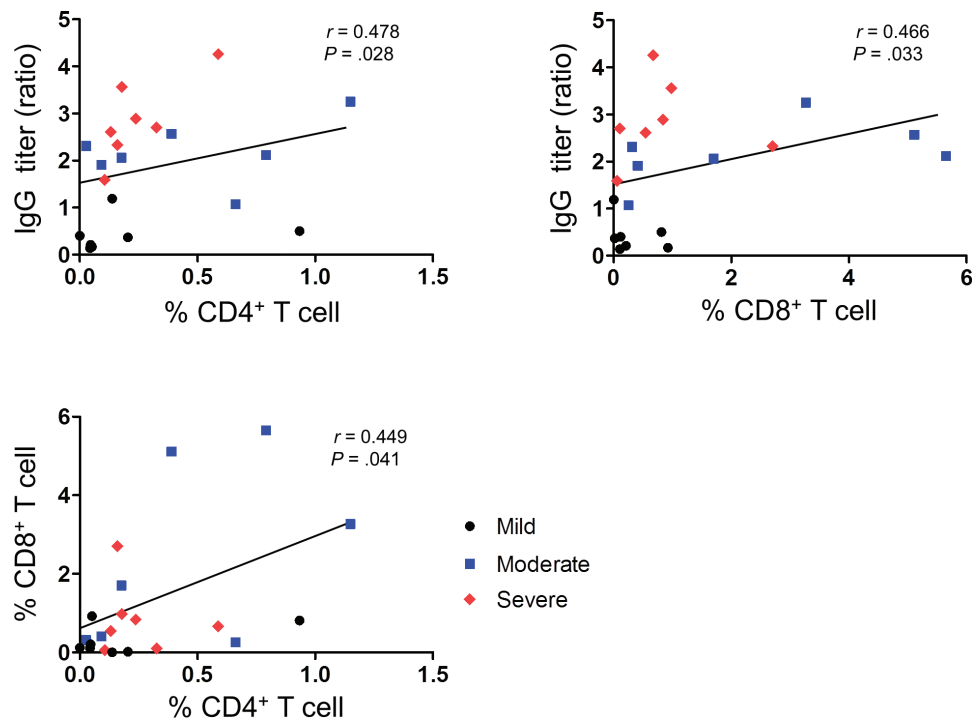 r = 0.478
P = .028
IgG titer (ratio)
5
4
3
2
1
0
0.0 0.5 1.0 1.5
% CD4⁺ T cell
r = 0.466
P = .033
IgG titer (ratio)
5
4
3
2
1
0
0 2 4 6
% CD8⁺ T cell
r = 0.449
P = .041
% CD8⁺ T cell
6
4
2
0
0.0 0.5 1.0 1.5
% CD4⁺ T cell
Mild
Moderate
Severe